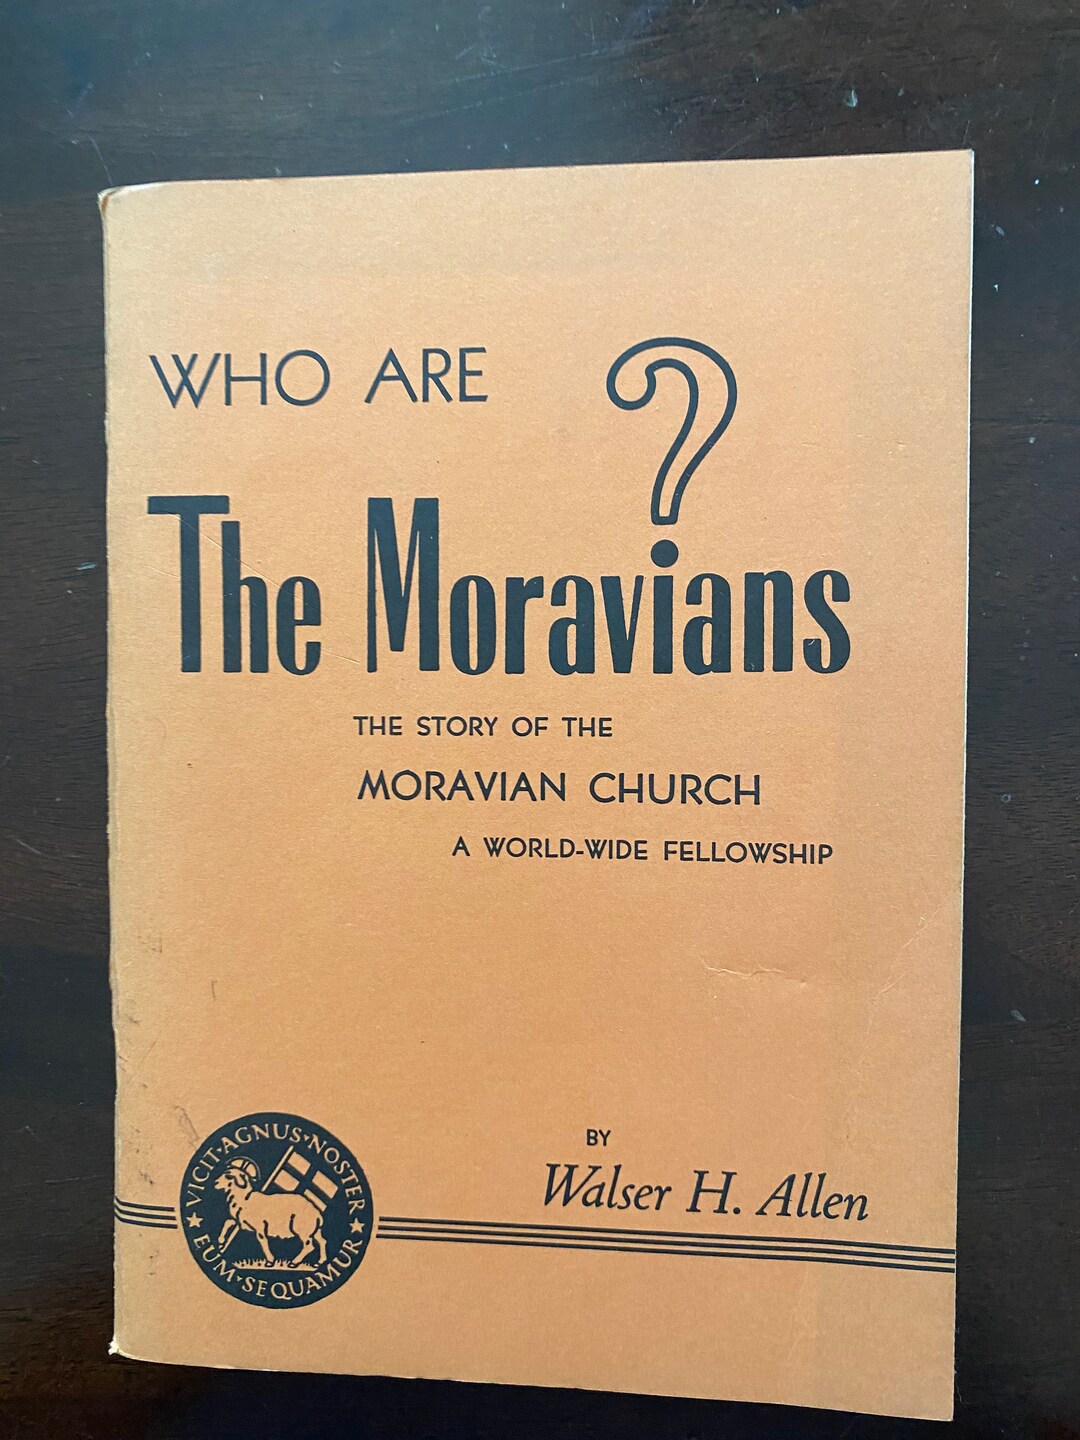 WHO ARE ?
The Moravians
THE STORY OF THE
MORAVIAN CHURCH
A WORLD-WIDE FELLOWSHIP
BY
Walser H. Allen
VICIT·AGNUS·NOSTER
★ EUM·SEQUAMUR ★